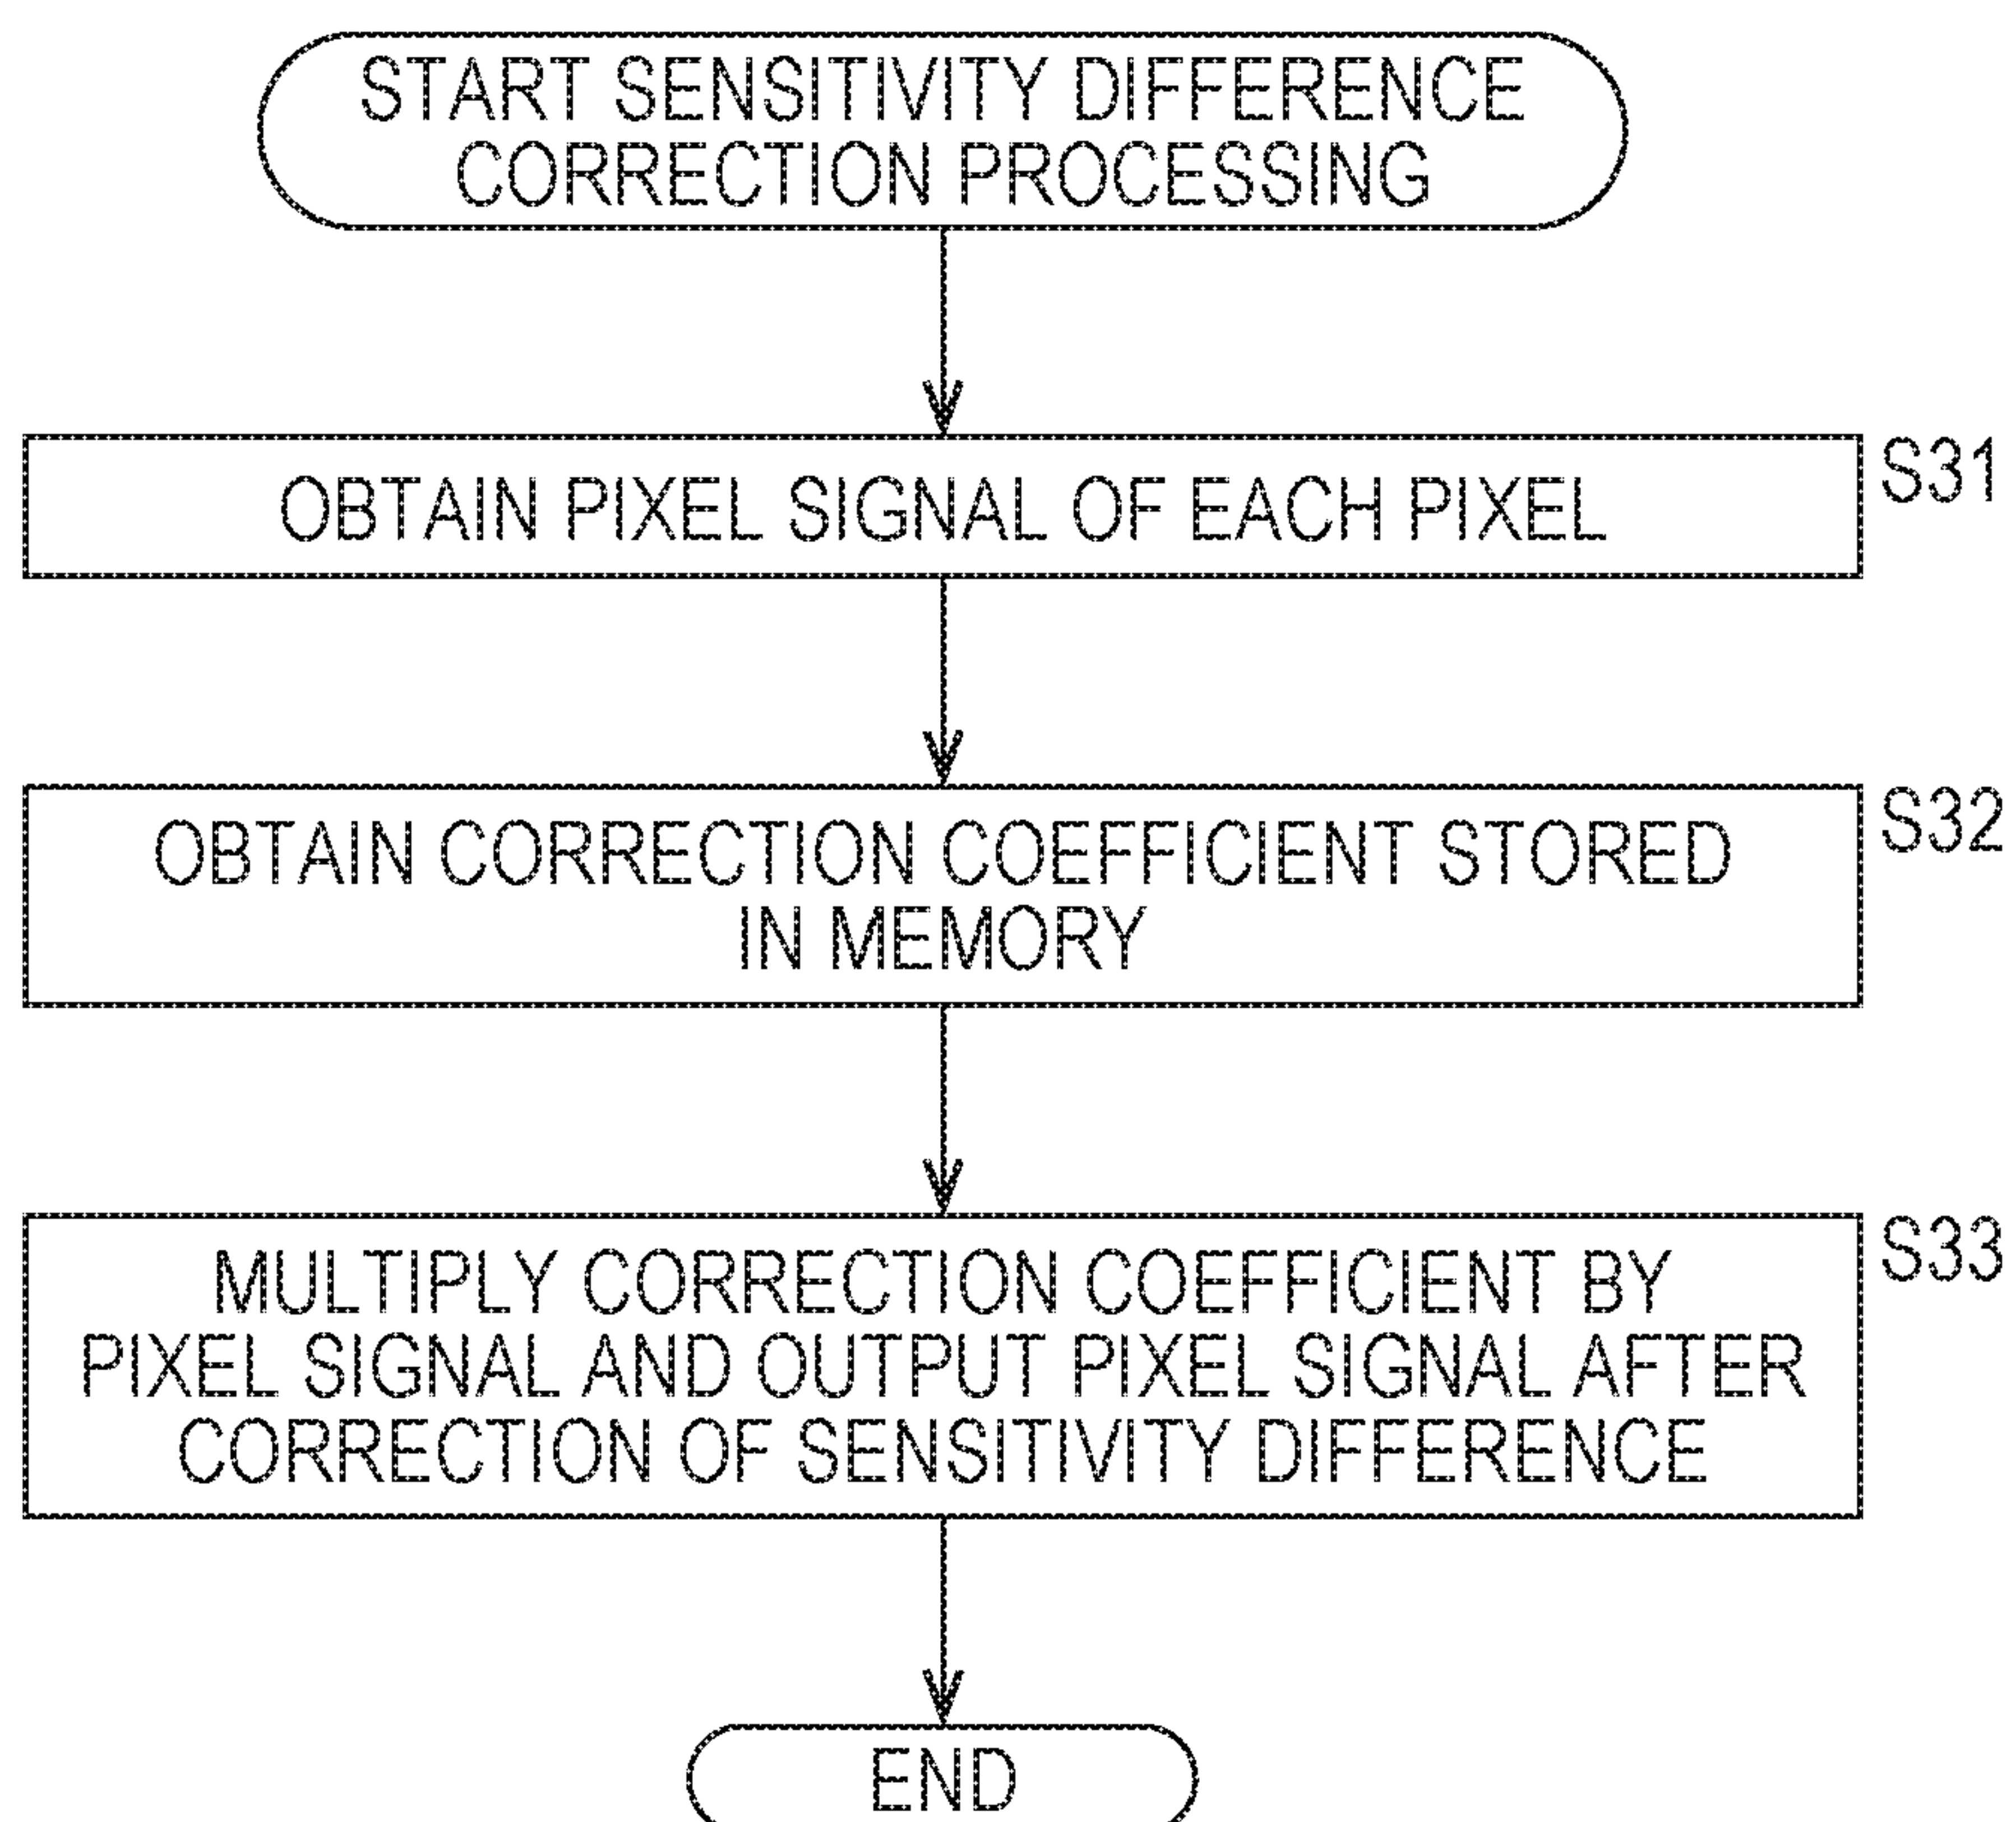 START SENSITIVITY DIFFERENCE
CORRECTION PROCESSING
OBTAIN PIXEL SIGNAL OF EACH PIXEL
S31
OBTAIN CORRECTION COEFFICIENT STORED
IN MEMORY
S32
MULTIPLY CORRECTION COEFFICIENT BY
PIXEL SIGNAL AND OUTPUT PIXEL SIGNAL AFTER
CORRECTION OF SENSITIVITY DIFFERENCE
S33
END